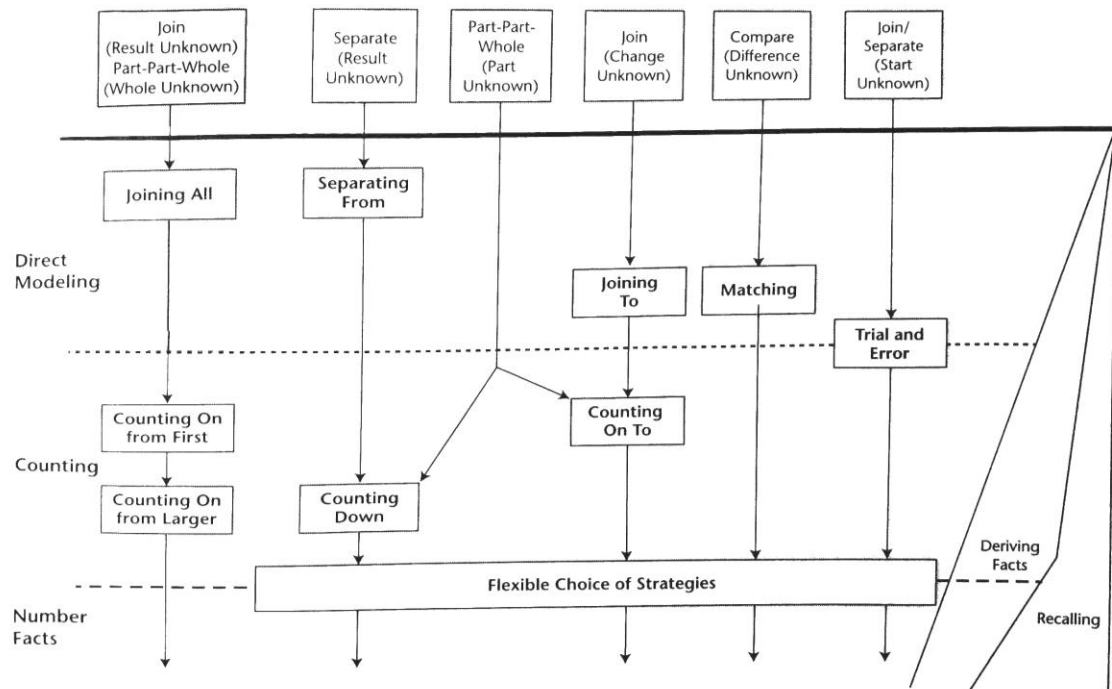 Join
(Result Unknown)
Part-Part-Whole
(Whole Unknown)
Separate
(Result
Unknown)
Part-Part-
Whole
(Part
Unknown)
Join
(Change
Unknown)
Compare
(Difference
Unknown)
Join/
Separate
(Start
Unknown)
Joining All
Separating
From
Direct
Modeling
Joining
To
Matching
Trial and
Error
Counting On
from First
Counting
On To
Counting
Counting On
from Larger
Counting
Down
Deriving
Facts
Flexible Choice of Strategies
Number
Facts
Recalling